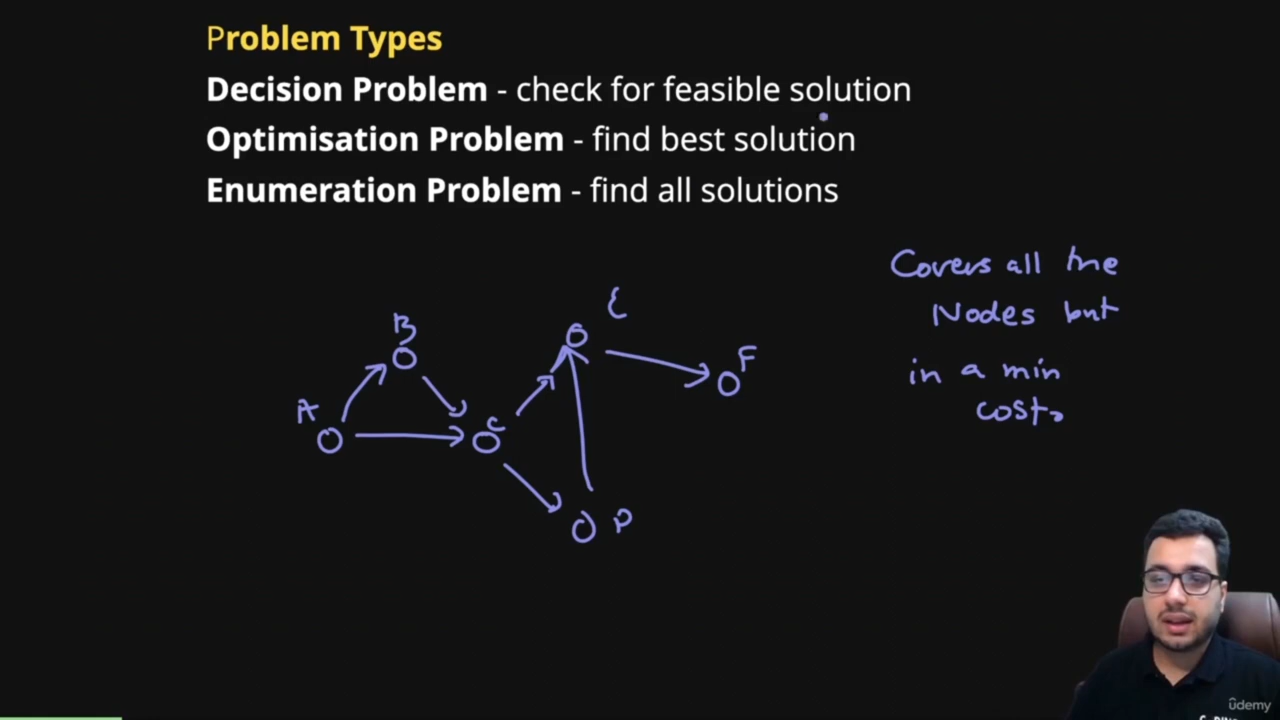 Problem Types
Decision Problem - check for feasible solution
Optimisation Problem - find best solution
Enumeration Problem - find all solutions
Covers all the
Nodes but
in a min
cost
E
B
F
A
C
D
ûdemy